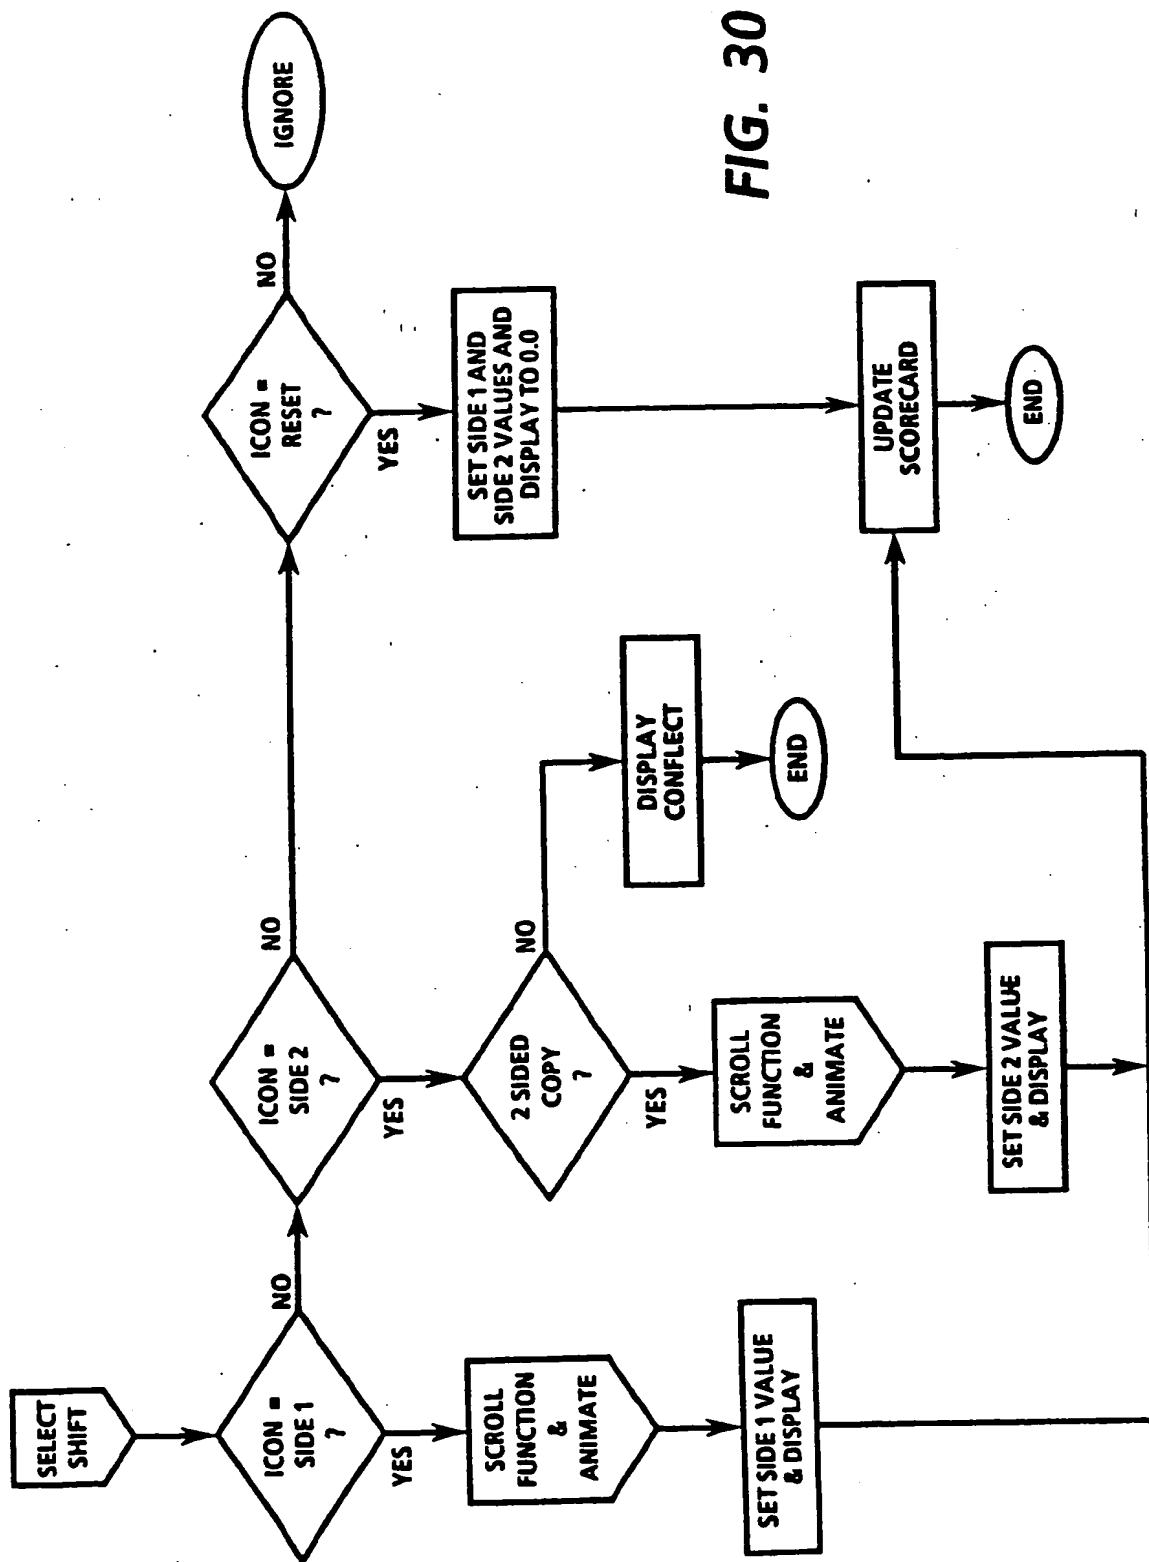 SELECT
SHIFT
ICON =
SIDE 1
?
NO
YES
SCROLL
FUNCTION
&
ANIMATE
SET SIDE 1 VALUE
& DISPLAY
ICON =
SIDE 2
?
NO
YES
2 SIDED
COPY
?
NO
YES
SCROLL
FUNCTION
&
ANIMATE
SET SIDE 2 VALUE
& DISPLAY
DISPLAY
CONFLECT
END
ICON =
RESET
?
NO
YES
SET SIDE 1 AND
SIDE 2 VALUES AND
DISPLAY TO 0.0
UPDATE
SCORECARD
END
IGNORE
FIG. 30